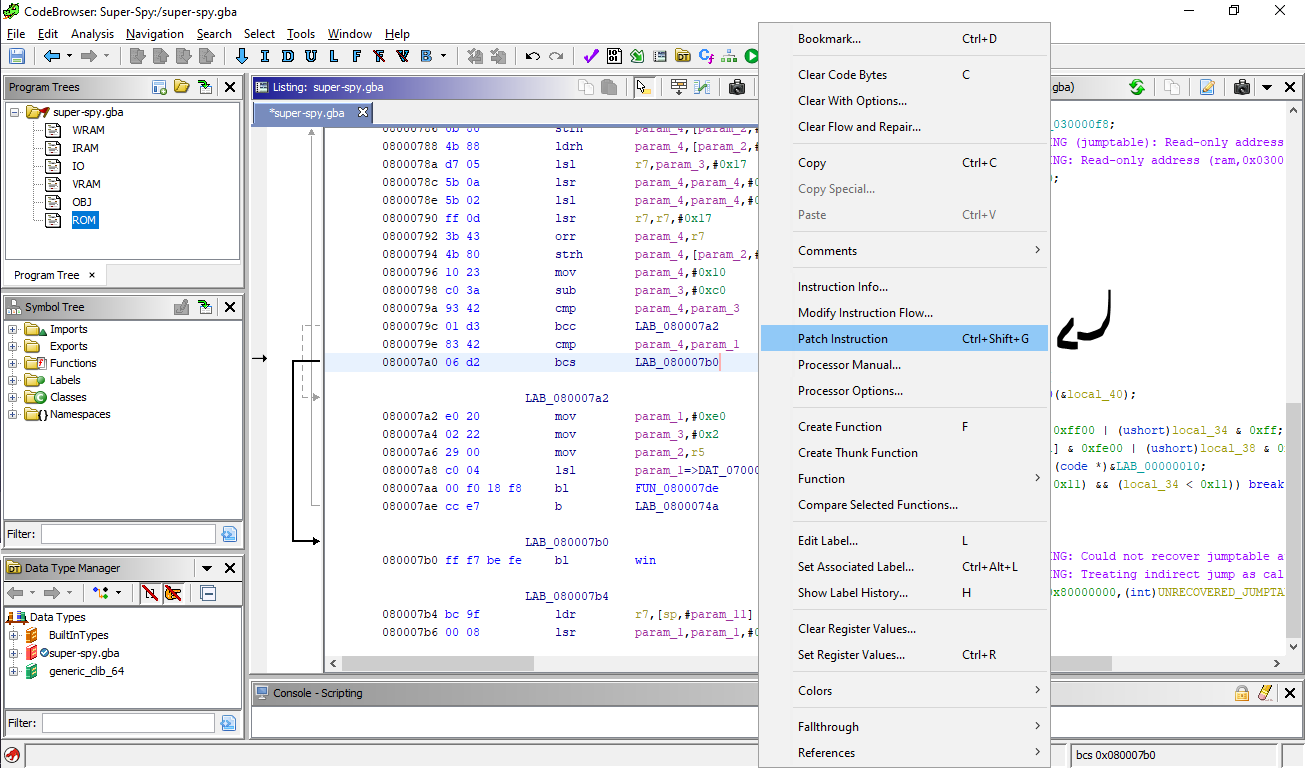 CodeBrowser: Super-Spy:/super-spy.gba
File Edit Analysis Navigation Search Select Tools Window Help
I D U L F R V B
Program Trees
super-spy.gba
WRAM
IRAM
IO
VRAM
OBJ
ROM
Program Tree ×
Symbol Tree
Imports
Exports
Functions
Labels
Classes
Namespaces
Filter:
Data Type Manager
Data Types
BuiltInTypes
super-spy.gba
generic_clib_64
Filter:
Listing: super-spy.gba
*super-spy.gba
08000786 0b 80 strh param_4,[param_2,#
08000788 4b 88 ldrh param_4,[param_2,#
0800078a d7 05 lsl r7,param_3,#0x17
0800078c 5b 0a lsr param_4,param_4,#0
0800078e 5b 02 lsl param_4,param_4,#0
08000790 ff 0d lsr r7,r7,#0x17
08000792 3b 43 orr param_4,r7
08000794 4b 80 strh param_4,[param_2,#
08000796 10 23 mov param_4,#0x10
08000798 c0 3a sub param_3,#0xc0
0800079a 93 42 cmp param_4,param_3
0800079c 01 d3 bcc LAB_080007a2
0800079e 83 42 cmp param_4,param_1
080007a0 06 d2 bcs LAB_080007b0
LAB_080007a2
080007a2 e0 20 mov param_1,#0xe0
080007a4 02 22 mov param_3,#0x2
080007a6 29 00 mov param_2,r5
080007a8 c0 04 lsl param_1=>DAT_07000
080007aa 00 f0 18 f8 bl FUN_080007de
080007ae cc e7 b LAB_0800074a
LAB_080007b0
080007b0 ff f7 be fe bl win
LAB_080007b4
080007b4 bc 9f ldr r7,[sp,#param_11]
080007b6 00 08 lsr param_1,param_1,#0
Console - Scripting
Bookmark... Ctrl+D
Clear Code Bytes C
Clear With Options...
Clear Flow and Repair...
Copy Ctrl+C
Copy Special...
Paste Ctrl+V
Comments
Instruction Info...
Modify Instruction Flow...
Patch Instruction Ctrl+Shift+G
Processor Manual...
Processor Options...
Create Function F
Create Thunk Function
Function
Compare Selected Functions...
Edit Label... L
Set Associated Label... Ctrl+Alt+L
Show Label History... H
Clear Register Values...
Set Register Values... Ctrl+R
Colors
Fallthrough
References
gba)
_030000f8;
NG (jumptable): Read-only address
NG: Read-only address (ram,0x0300
);
)(&local_40);
0xff00 | (ushort)local_34 & 0xff;
] & 0xfe00 | (ushort)local_38 & 0
(code *)&LAB_00000010;
0x11) && (local_34 < 0x11)) break
NG: Could not recover jumptable a
NG: Treating indirect jump as cal
0x80000000,(int)UNRECOVERED_JUMPTA
bcs 0x080007b0